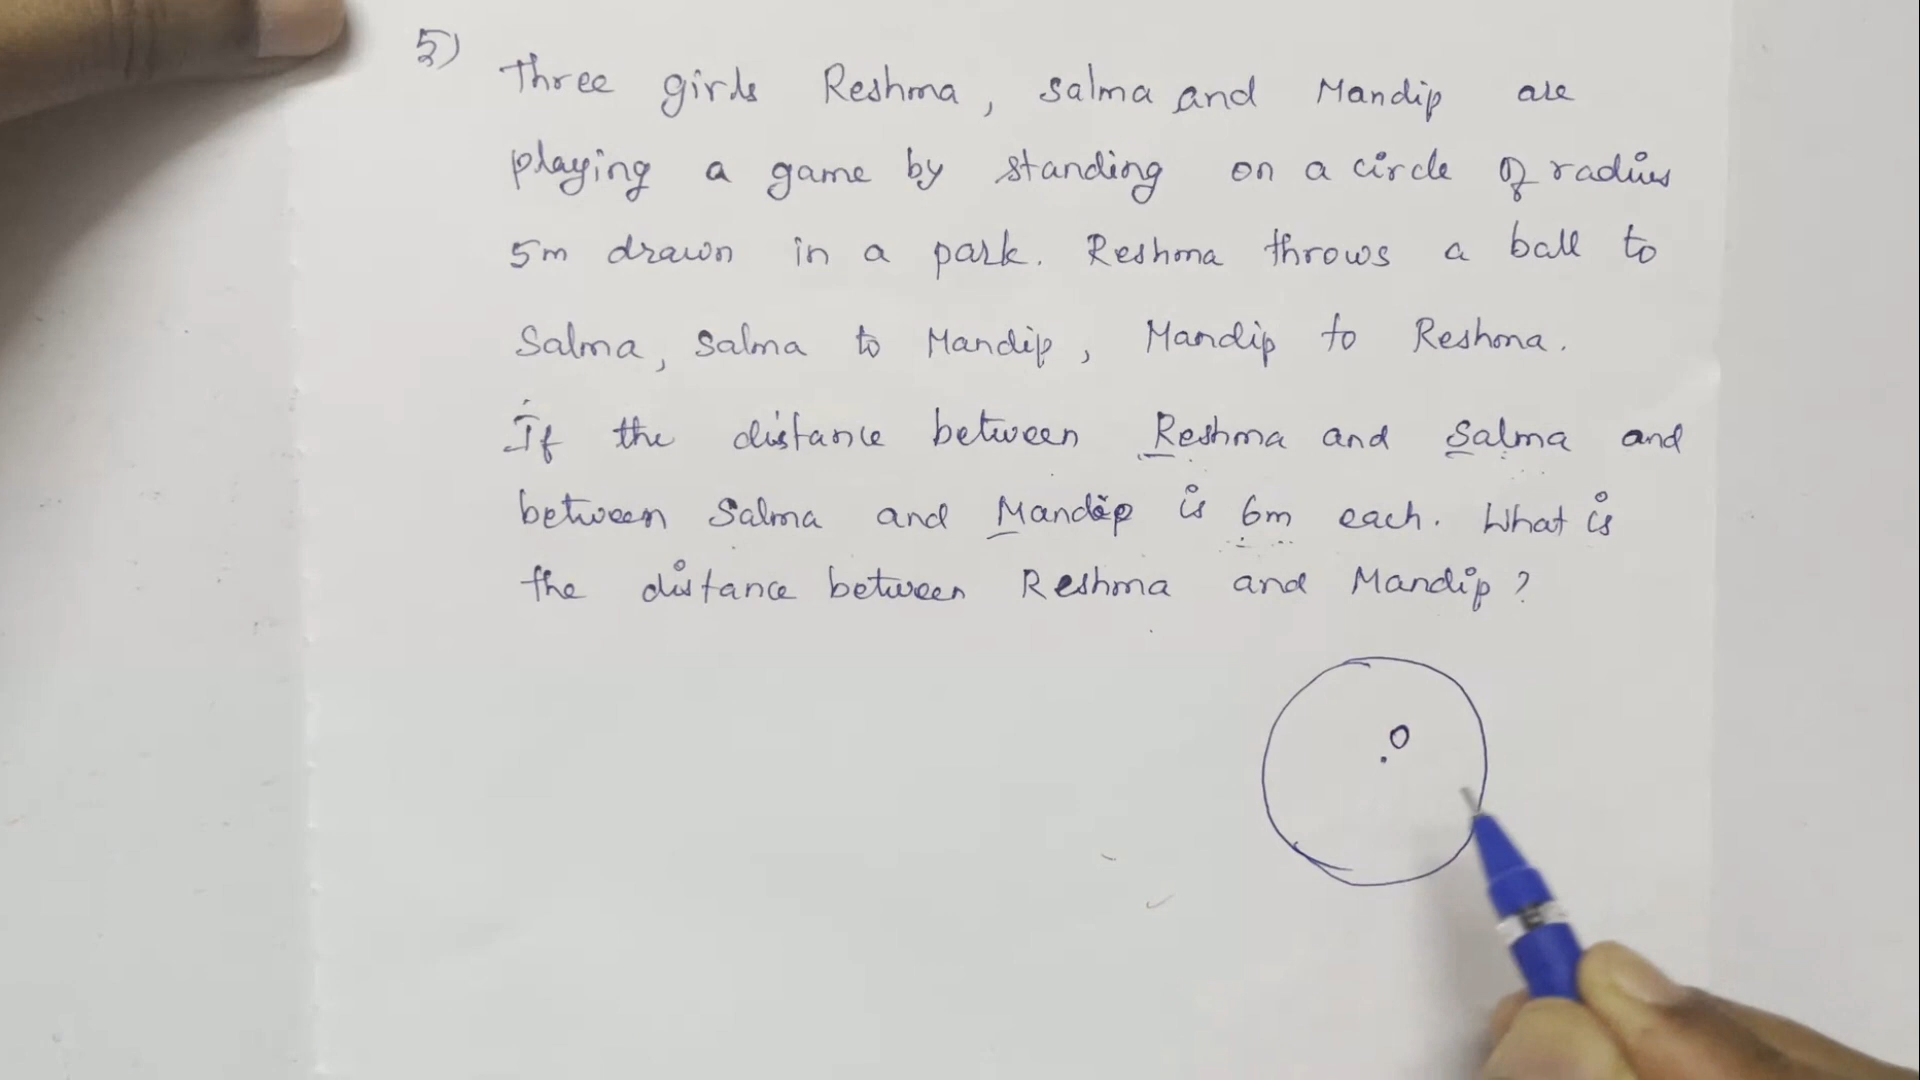 5)
Three girls Reshma, Salma and Mandip are
playing a game by standing on a circle of radius
5m drawn in a park. Reshma throws a ball to
Salma, Salma to Mandip, Mandip to Reshma.
If the distance between Reshma and Salma and
between Salma and Mandip is 6m each. What is
the distance between Reshma and Mandip?
O